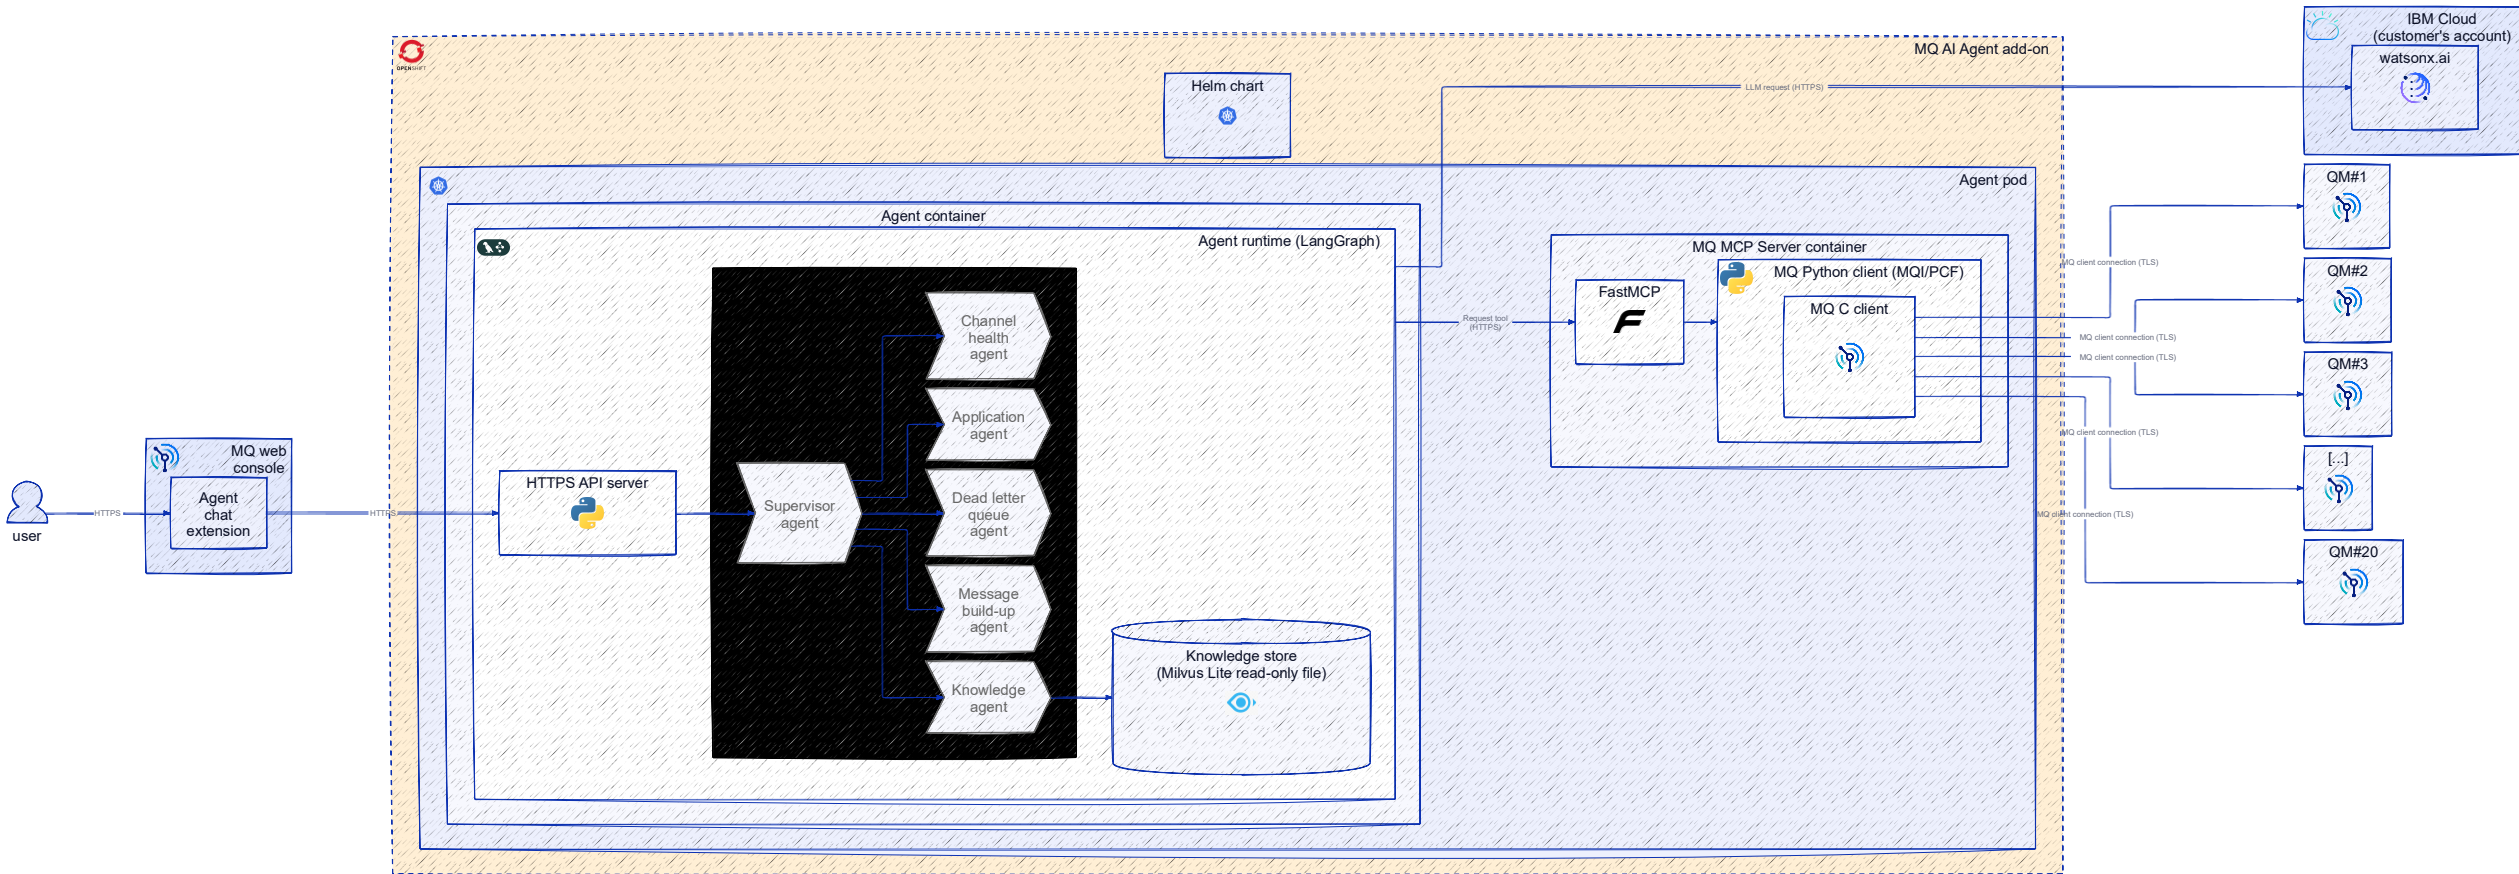 IBM Cloud
(customer's account)
watsonx.ai
OPENSHIFT
MQ AI Agent add-on
Helm chart
LLM request (HTTPS)
Agent pod
Agent container
Agent runtime (LangGraph)
MQ MCP Server container
FastMCP
MQ Python client (MQI/PCF)
MQ C client
Request tool
(HTTPS)
Channel
health
agent
Application
agent
Dead letter
queue
agent
Message
build-up
agent
Knowledge
agent
Supervisor
agent
HTTPS API server
Knowledge store
(Milvus Lite read-only file)
MQ web
console
Agent
chat
extension
user
HTTPS
HTTPS
MQ client connection (TLS)
MQ client connection (TLS)
MQ client connection (TLS)
MQ client connection (TLS)
MQ client connection (TLS)
QM#1
QM#2
QM#3
[...]
QM#20